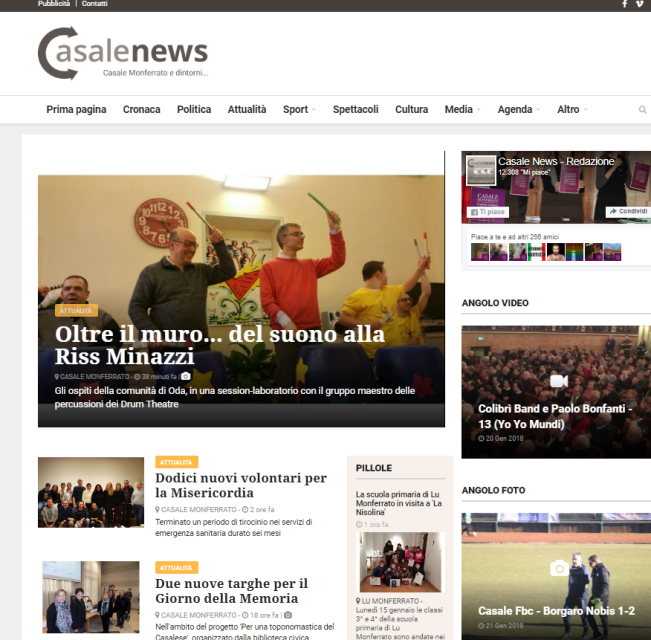 Pubblicità | Contatti
Casalenews
Casale Monferrato e dintorni...
Prima pagina Cronaca Politica Attualità Sport Spettacoli Cultura Media Agenda Altro
ATTUALITÀ
Oltre il muro... del suono alla
Riss Minazzi
CASALE MONFERRATO - 38 minuti fa |
Gli ospiti della comunità di Oda, in una session-laboratorio con il gruppo maestro delle
percussioni dei Drum Theatre
ATTUALITÀ
Dodici nuovi volontari per
la Misericordia
CASALE MONFERRATO - 2 ore fa
Terminato un periodo di tirocinio nei servizi di
emergenza sanitaria durato sei mesi
ATTUALITÀ
Due nuove targhe per il
Giorno della Memoria
CASALE MONFERRATO - 18 ore fa |
Nell'ambito del progetto 'Per una toponomastica del
Casalese', organizzato dalla biblioteca civica
PILLOLE
La scuola primaria di Lu
Monferrato in visita a 'La
Nisolina'
1 ora fa
LU MONFERRATO -
Lunedì 15 gennaio le classi
3° e 4° della scuola
primaria di Lu
Monferrato sono andate nei
Casale News - Redazione
12.308 "Mi piace"
CASALE
Ti piace
Condividi
Piace a te e ad altri 256 amici
ANGOLO VIDEO
Colibrì Band e Paolo Bonfanti -
13 (Yo Yo Mundi)
20 Gen 2018
ANGOLO FOTO
Casale Fbc - Borgaro Nobis 1-2
21 Gen 2018